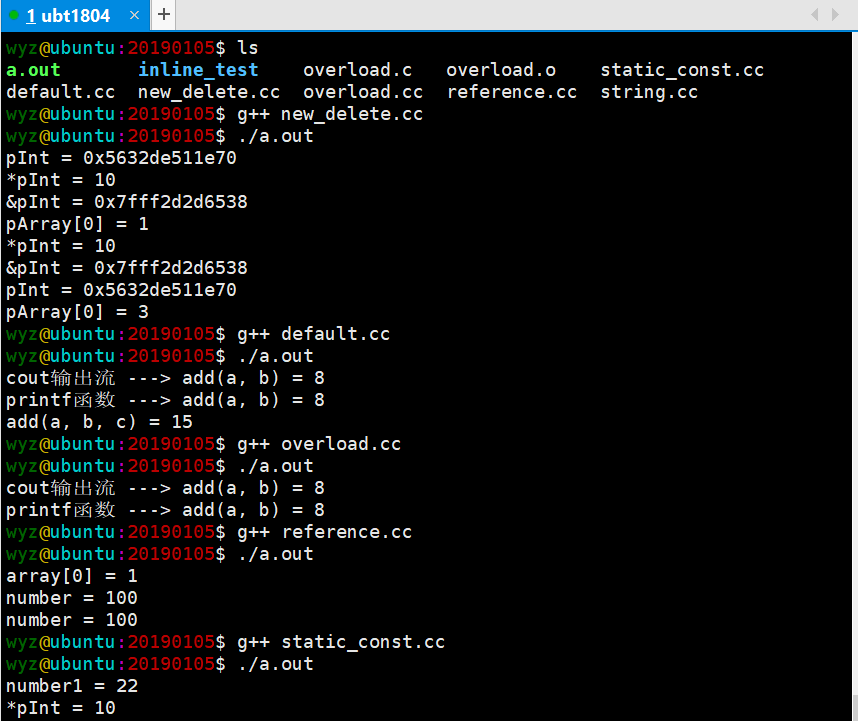 1 ubt1804 × +
wyz@ubuntu:20190105$ ls
a.out inline_test overload.c overload.o static_const.cc
default.cc new_delete.cc overload.cc reference.cc string.cc
wyz@ubuntu:20190105$ g++ new_delete.cc
wyz@ubuntu:20190105$ ./a.out
pInt = 0x5632de511e70
*pInt = 10
&pInt = 0x7fff2d2d6538
pArray[0] = 1
*pInt = 10
&pInt = 0x7fff2d2d6538
pInt = 0x5632de511e70
pArray[0] = 3
wyz@ubuntu:20190105$ g++ default.cc
wyz@ubuntu:20190105$ ./a.out
cout输出流 ---> add(a, b) = 8
printf函数 ---> add(a, b) = 8
add(a, b, c) = 15
wyz@ubuntu:20190105$ g++ overload.cc
wyz@ubuntu:20190105$ ./a.out
cout输出流 ---> add(a, b) = 8
printf函数 ---> add(a, b) = 8
wyz@ubuntu:20190105$ g++ reference.cc
wyz@ubuntu:20190105$ ./a.out
array[0] = 1
number = 100
number = 100
wyz@ubuntu:20190105$ g++ static_const.cc
wyz@ubuntu:20190105$ ./a.out
number1 = 22
*pInt = 10